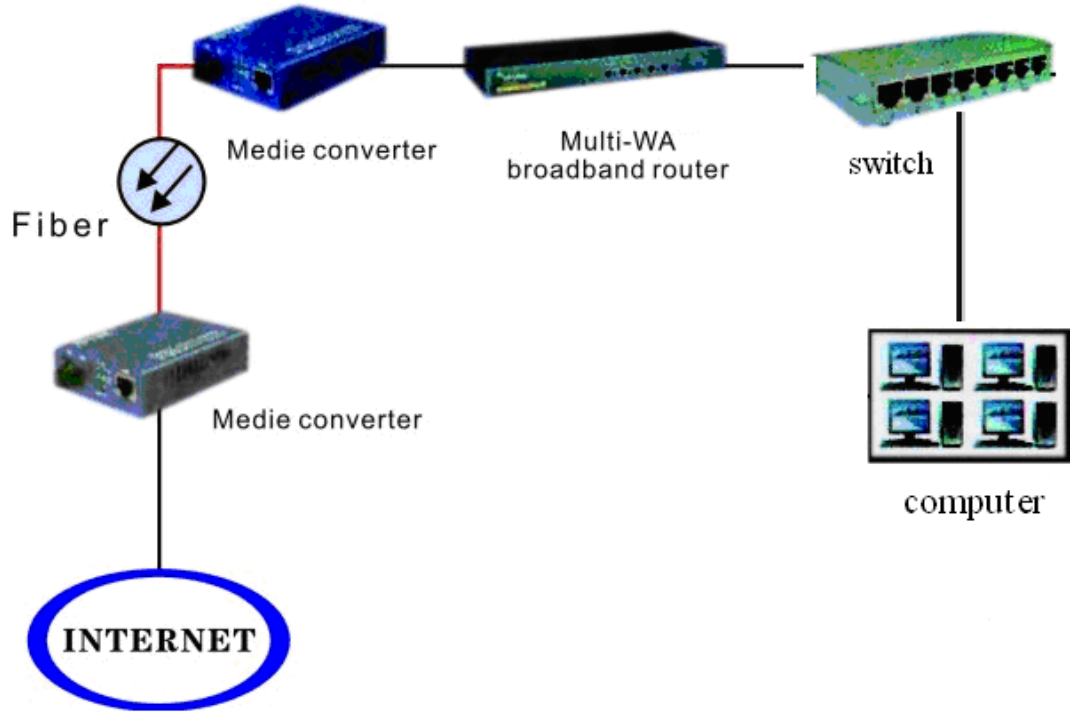 Medie converter
Multi-WA
broadband router
switch
Fiber
Medie converter
computer
INTERNET